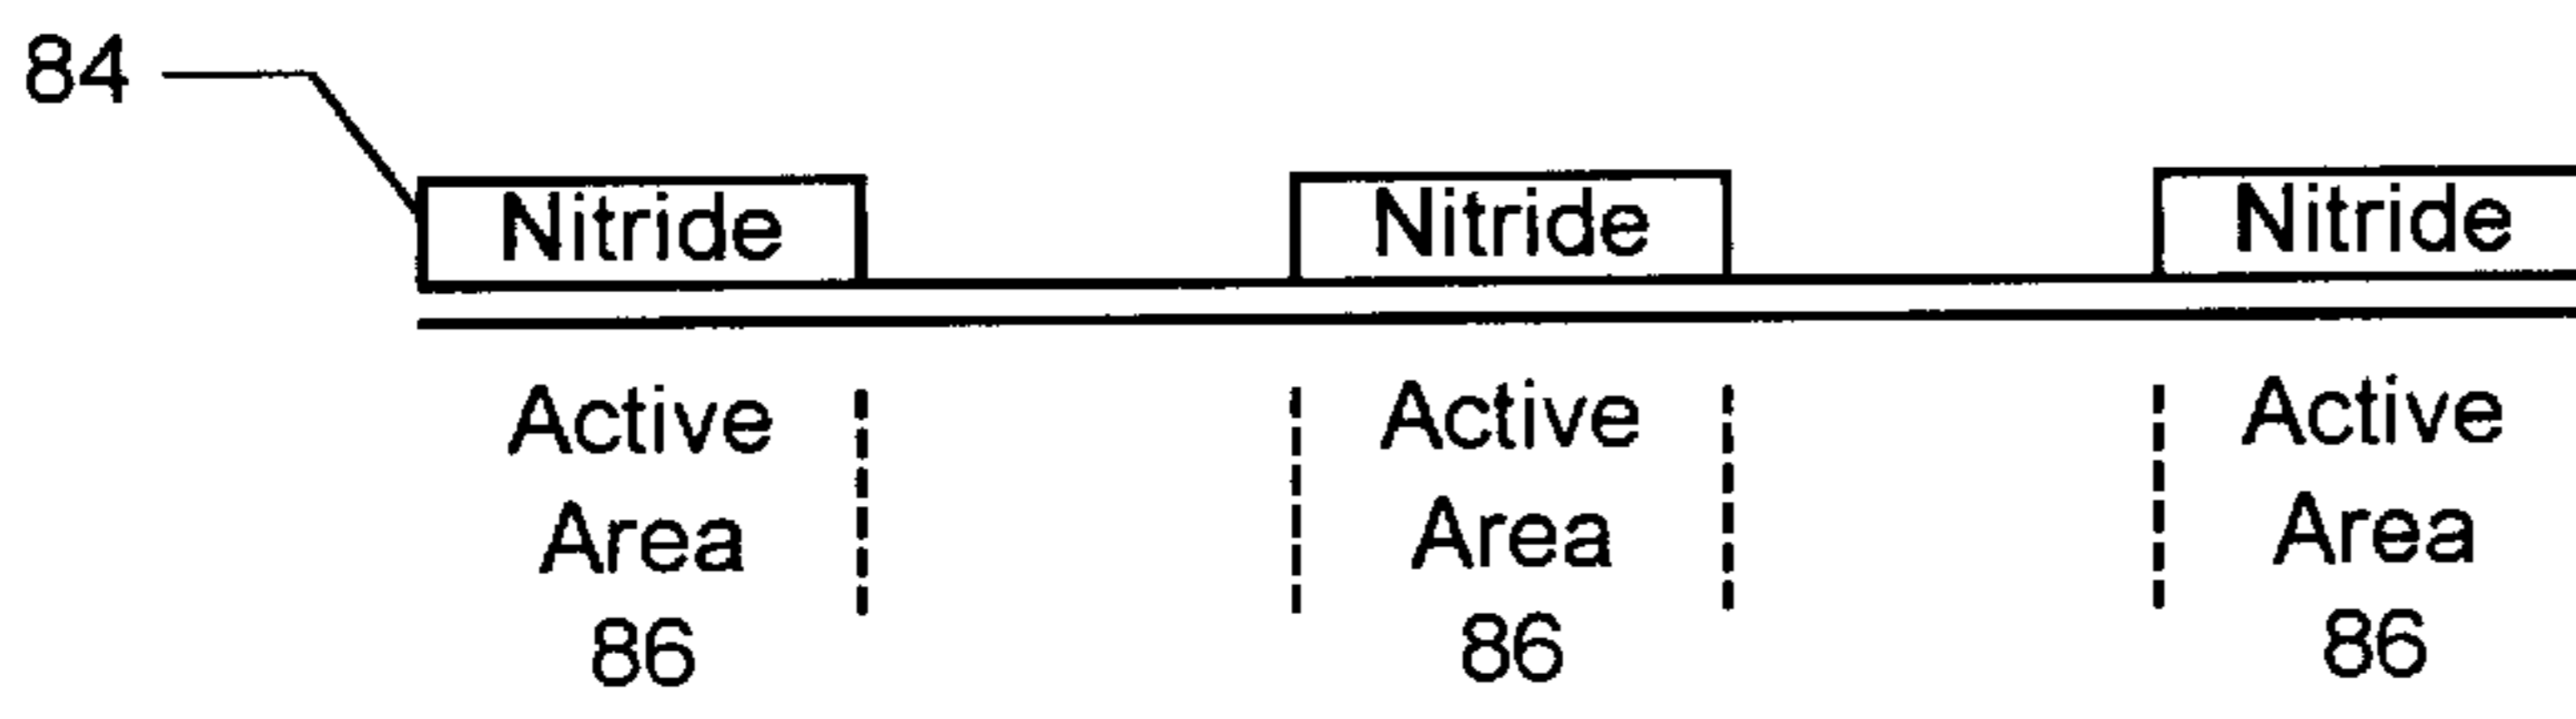 84
Nitride Nitride Nitride
Active Active Active
Area Area Area
86 86 86